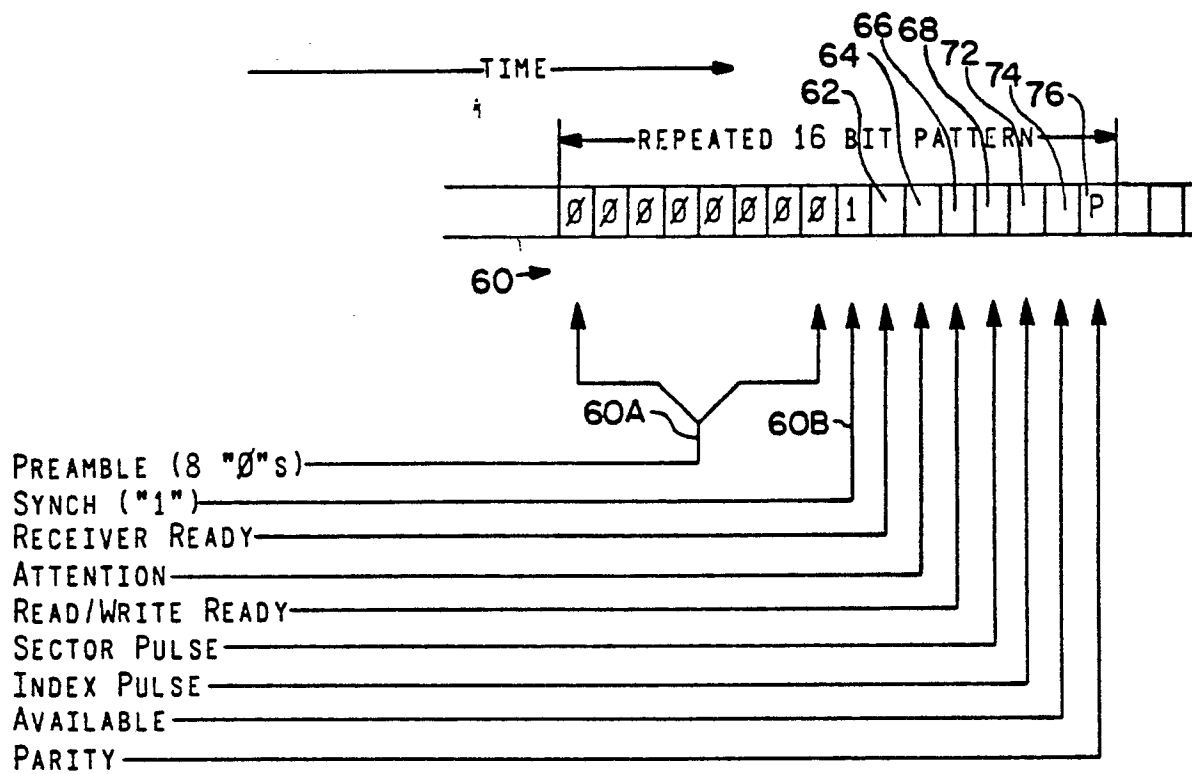 66 68
64 72
62 74 76
TIME
REPEATED 16 BIT PATTERN
Ø Ø Ø Ø Ø Ø Ø Ø 1 P
60
60A 60B
PREAMBLE (8 "Ø"S)
SYNCH ("1")
RECEIVER READY
ATTENTION
READ/WRITE READY
SECTOR PULSE
INDEX PULSE
AVAILABLE
PARITY